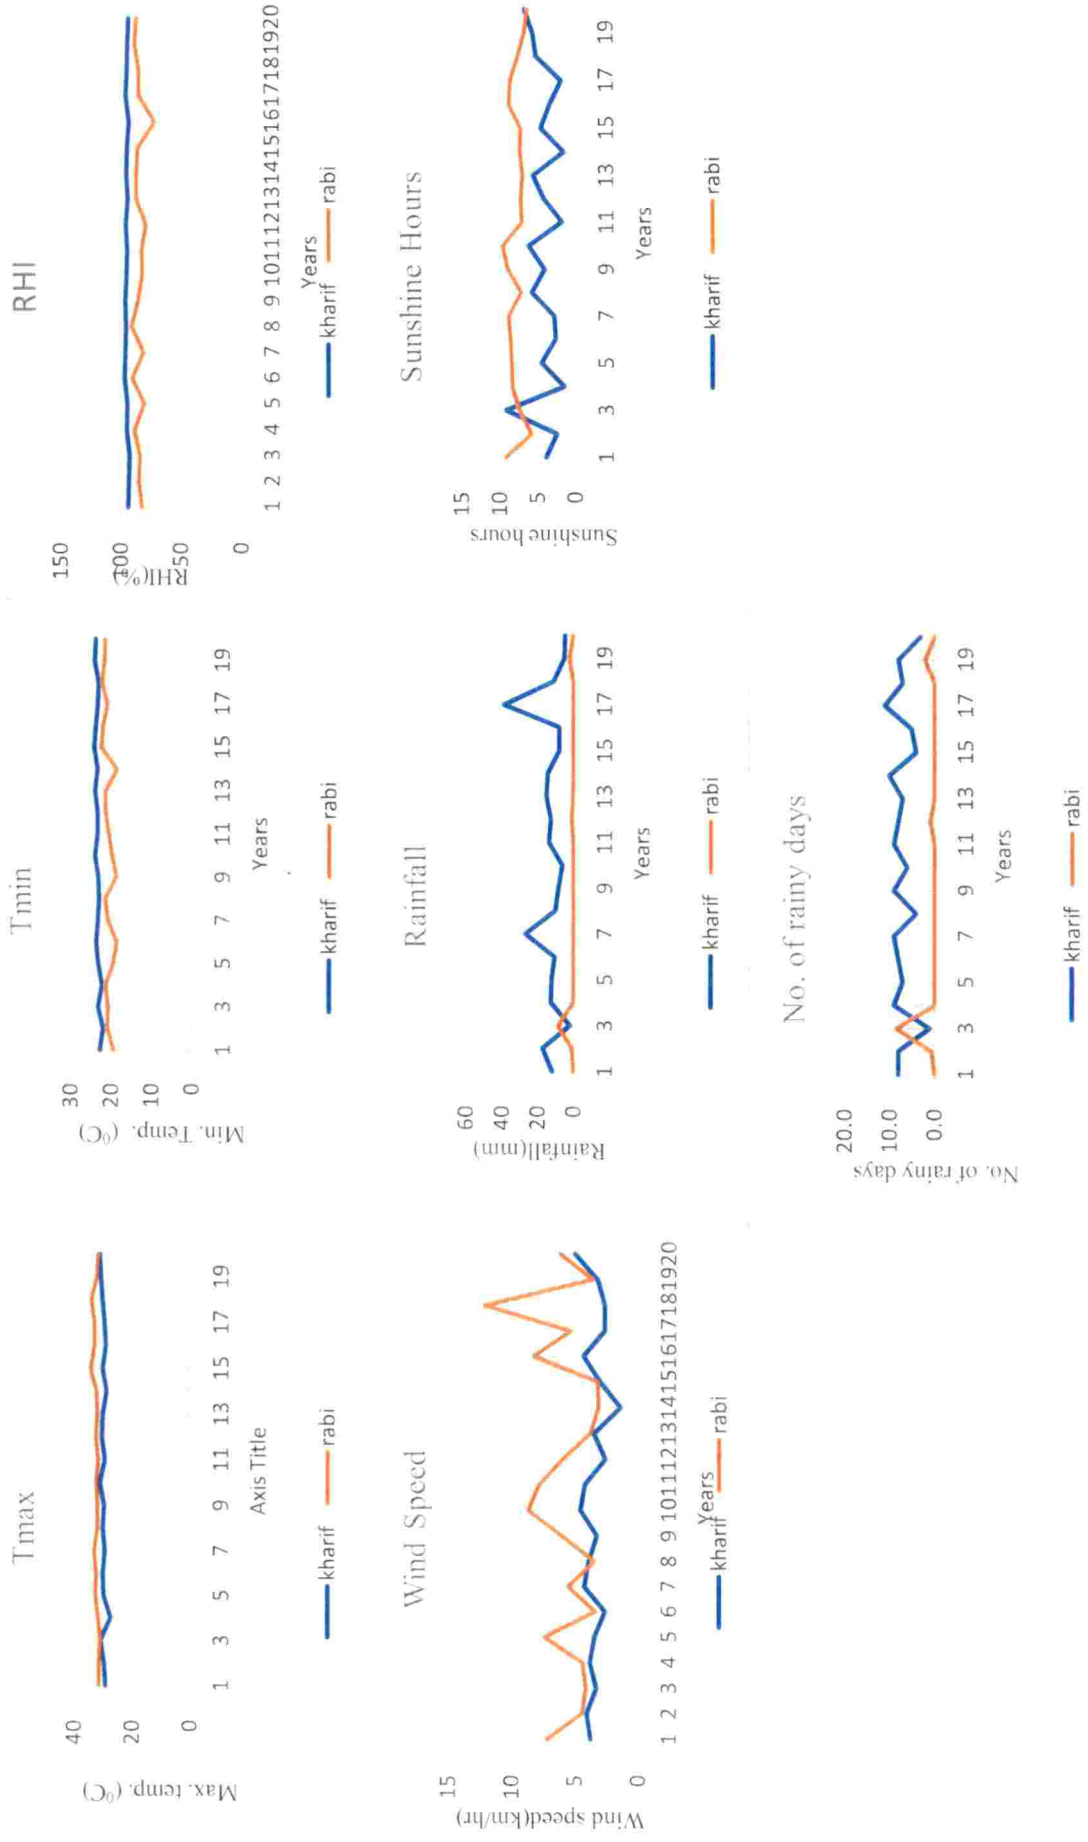 Tmax
Max. temp. (⁰C)
40
20
0
1 3 5 7 9 11 13 15 17 19
Axis Title
kharif rabi
Tmin
Min. Temp. (⁰C)
30
20
10
0
1 3 5 7 9 11 13 15 17 19
Years
kharif rabi
RHI
RHI(%)
150
100
50
0
1 2 3 4 5 6 7 8 9 1011121314151617181920
Years
kharif rabi
Wind Speed
Wind speed(km/hr)
15
10
5
0
1 2 3 4 5 6 7 8 9 1011121314151617181920
Years
kharif rabi
Rainfall
Rainfall(mm)
60
40
20
0
1 3 5 7 9 11 13 15 17 19
Years
kharif rabi
Sunshine Hours
Sunshine hours
15
10
5
0
1 3 5 7 9 11 13 15 17 19
Years
kharif rabi
No. of rainy days
No. of rainy days
20.0
10.0
0.0
1 3 5 7 9 11 13 15 17 19
Years
kharif rabi